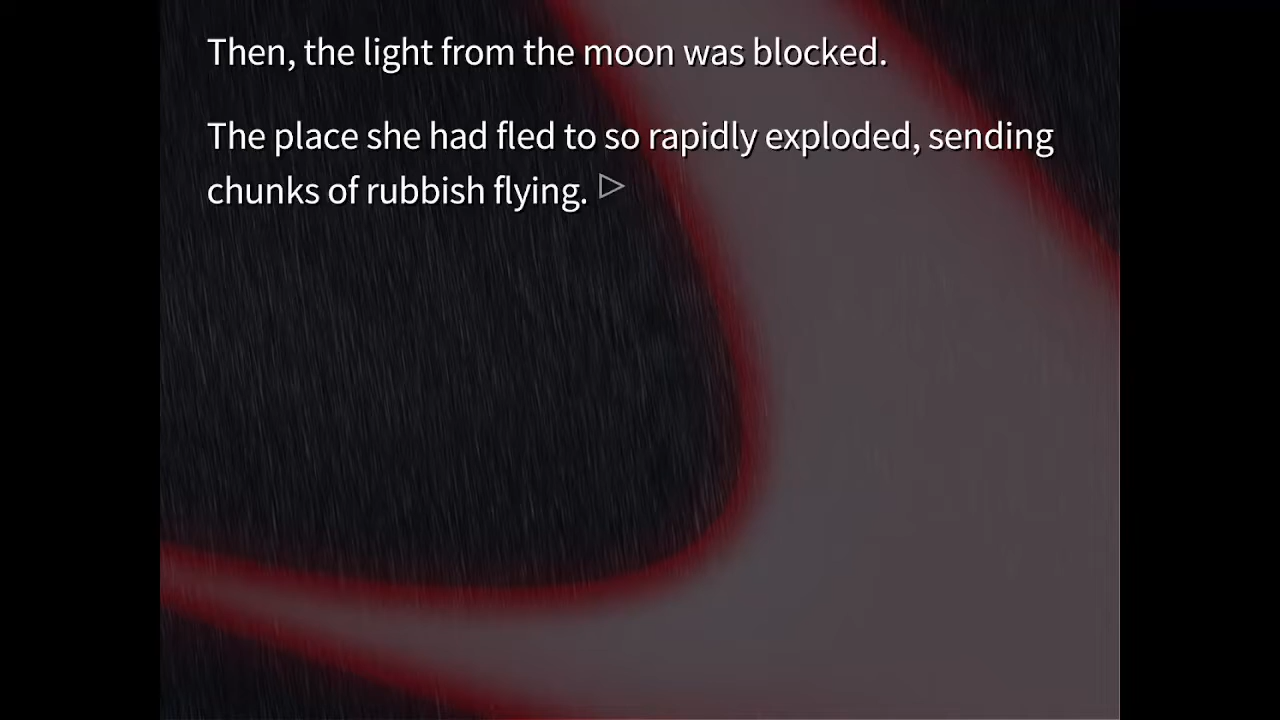 Then, the light from the moon was blocked.
The place she had fled to so rapidly exploded, sending
chunks of rubbish flying.